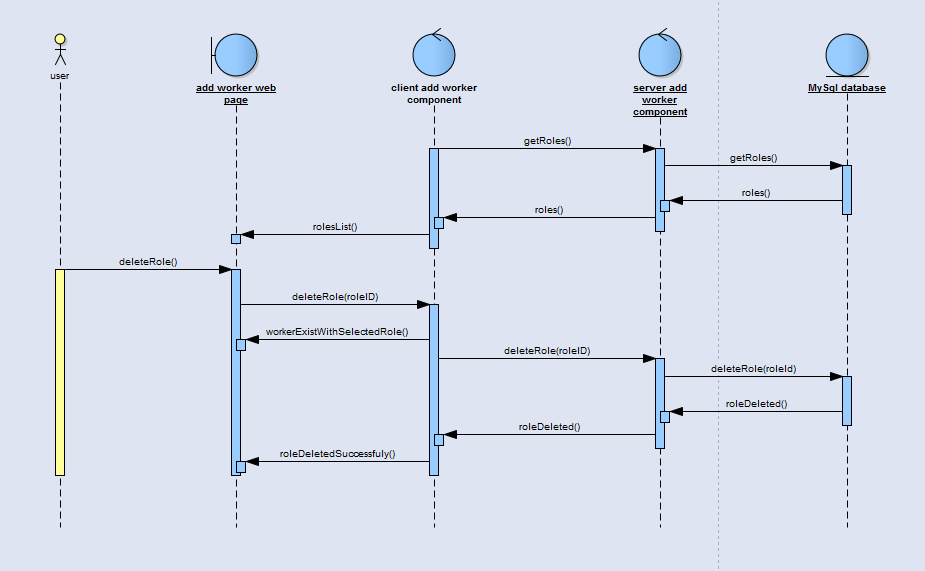 user
add worker web
page
client add worker
component
server add
worker
component
MySql database
getRoles()
getRoles()
roles()
roles()
rolesList()
deleteRole()
deleteRole(roleID)
workerExistWithSelectedRole()
deleteRole(roleID)
deleteRole(roleId)
roleDeleted()
roleDeleted()
roleDeletedSuccessfuly()